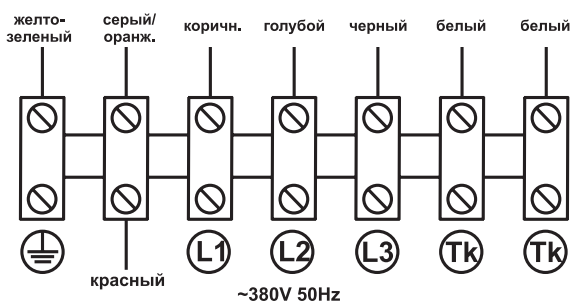 желто-
зеленый
серый/
оранж.
коричн.
голубой
черный
белый
белый
L1
L2
L3
Tk
Tk
красный
~380V 50Hz